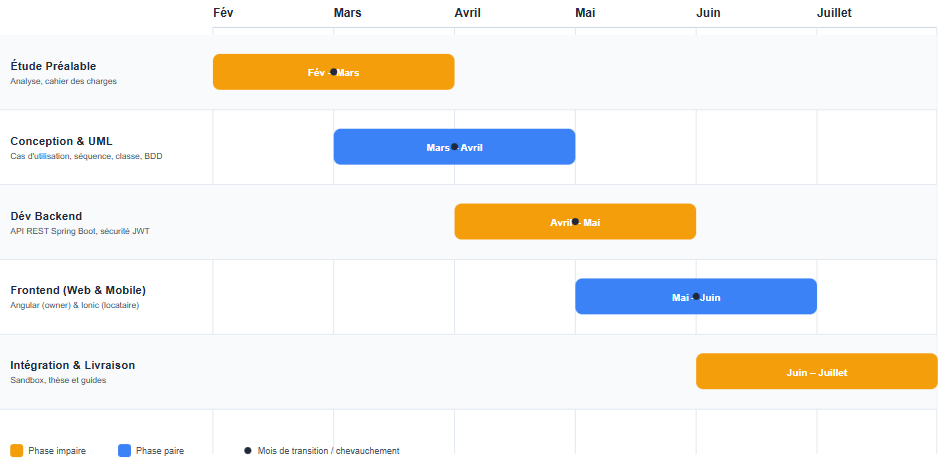 Fév Mars Avril Mai Juin Juillet
Étude Préalable
Analyse, cahier des charges
Fév - Mars
Conception & UML
Cas d'utilisation, séquence, classe, BDD
Mars - Avril
Dév Backend
API REST Spring Boot, sécurité JWT
Avril – Mai
Frontend (Web & Mobile)
Angular (owner) & Ionic (locataire)
Mai - Juin
Intégration & Livraison
Sandbox, thèse et guides
Juin – Juillet
Phase impaire Phase paire Mois de transition / chevauchement